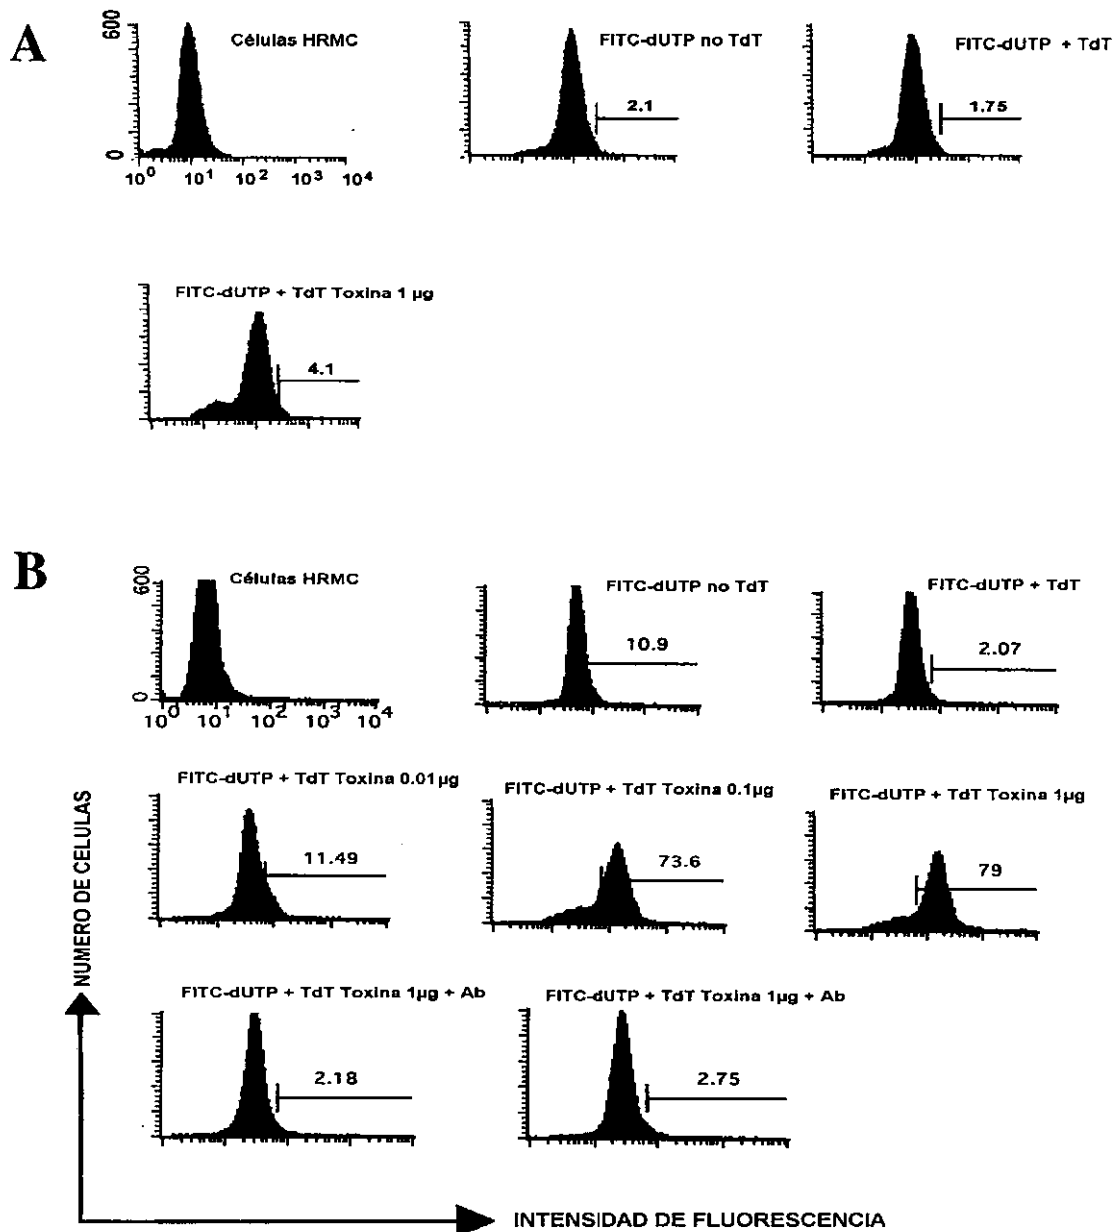 A
Células HRMC
600
0
10⁰ 10¹ 10² 10³ 10⁴
FITC-dUTP no TdT
2.1
FITC-dUTP + TdT
1.75
FITC-dUTP + TdT Toxina 1 µg
4.1
B
Células HRMC
600
0
10⁰ 10¹ 10² 10³ 10⁴
FITC-dUTP no TdT
10.9
FITC-dUTP + TdT
2.07
FITC-dUTP + TdT Toxina 0.01µg
11.49
FITC-dUTP + TdT Toxina 0.1µg
73.6
FITC-dUTP + TdT Toxina 1µg
79
FITC-dUTP + TdT Toxina 1µg + Ab
2.18
FITC-dUTP + TdT Toxina 1µg + Ab
2.75
NUMERO DE CELULAS
INTENSIDAD DE FLUORESCENCIA